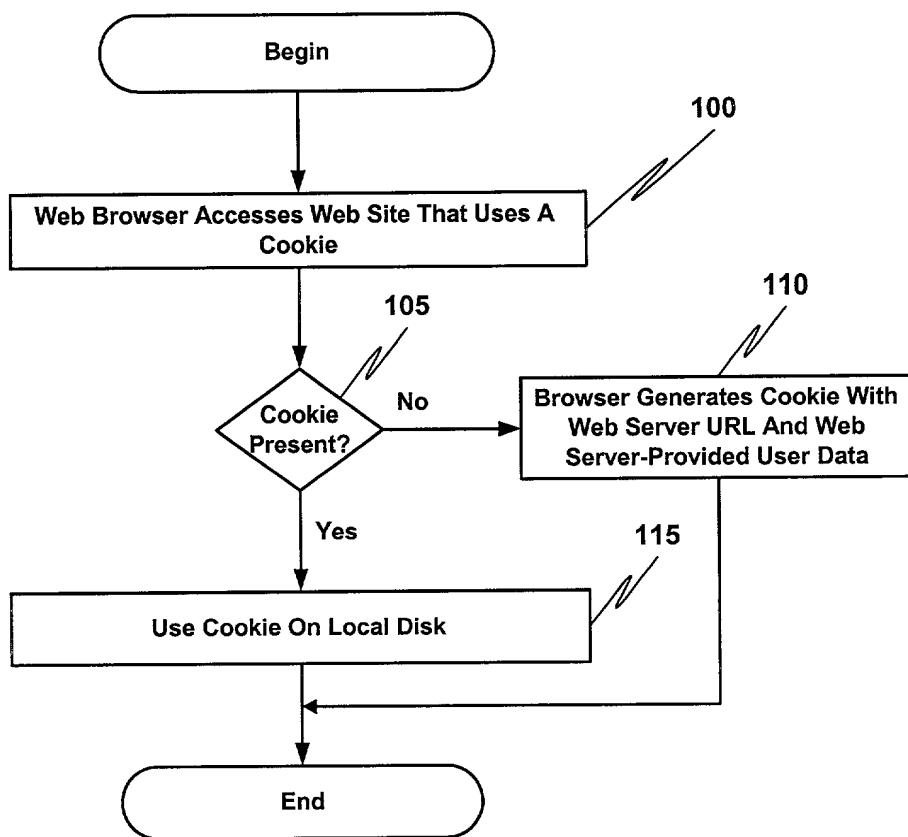 Begin
100
Web Browser Accesses Web Site That Uses A
Cookie
105
110
Cookie
Present?
No
Browser Generates Cookie With
Web Server URL And Web
Server-Provided User Data
Yes
115
Use Cookie On Local Disk
End